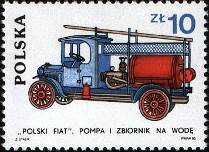 POLSKA
ZŁ 10
„POLSKI FIAT”, POMPA I ZBIORNIK NA WODĘ